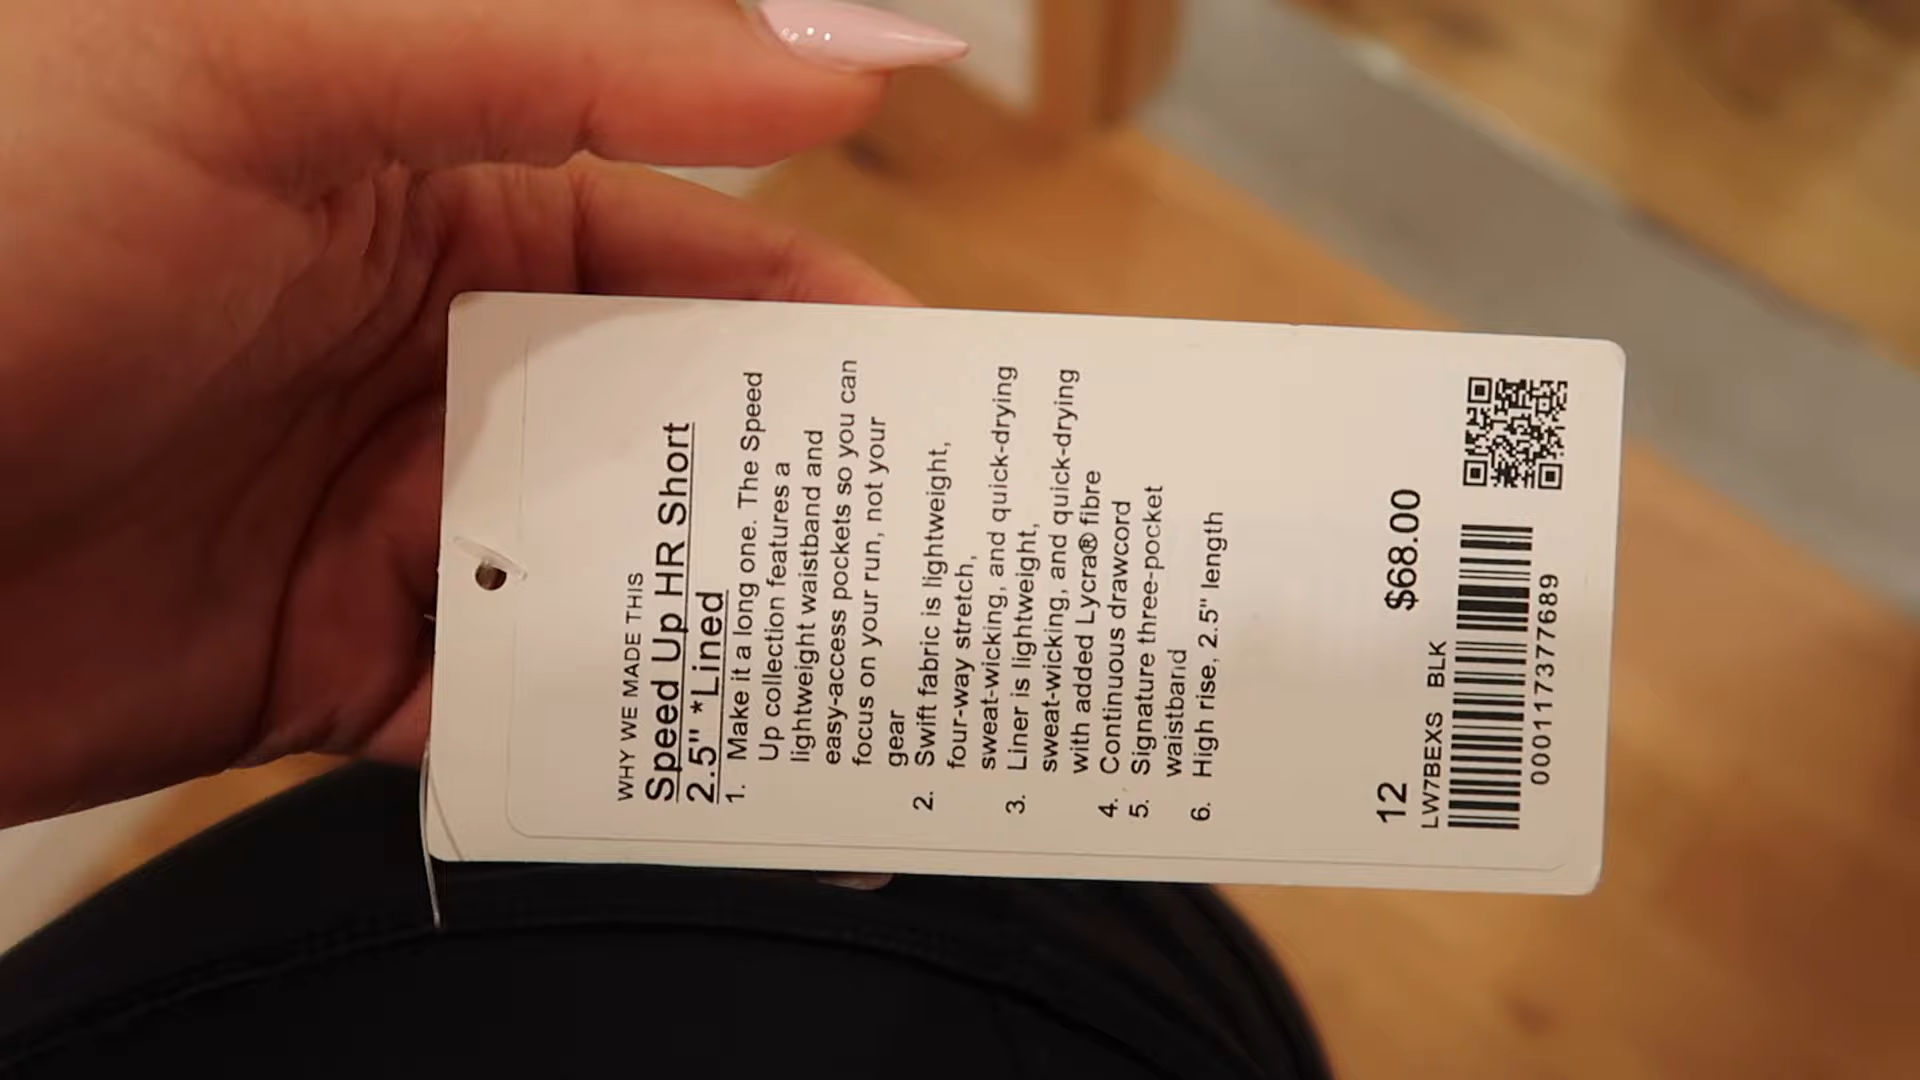 WHY WE MADE THIS
Speed Up HR Short
2.5" *Lined
1. Make it a long one. The Speed
Up collection features a
lightweight waistband and
easy-access pockets so you can
focus on your run, not your
gear
2. Swift fabric is lightweight,
four-way stretch,
sweat-wicking, and quick-drying
3. Liner is lightweight,
sweat-wicking, and quick-drying
with added Lycra® fibre
4. Continuous drawcord
5. Signature three-pocket
waistband
6. High rise, 2.5" length
12 $68.00
LW7BEXS BLK
000117377689